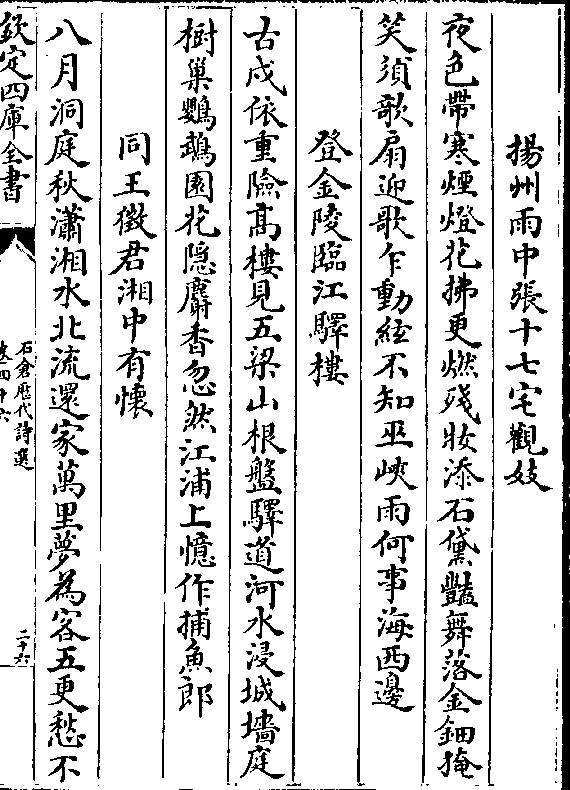 揚州雨中張十七宅觀妓
夜色帶寒煙燈花拂更燃殘妝添石黛豔舞落金鈿掩
笑須歌扇迎歌乍動絃不知巫峽雨何事海西邊
登金陵臨江驛樓
古戍依重險髙樓見五梁山根盤驛道河水浸城墻庭
樹巢鸚鵡園花隱麝香忽然江浦上憶作捕魚郎
同王徵君湘中有懷
八月洞庭秋瀟湘水北流還家萬里夢為客五更愁不
欽定四庫全書
石倉歴代詩選
卷四十六
二十六